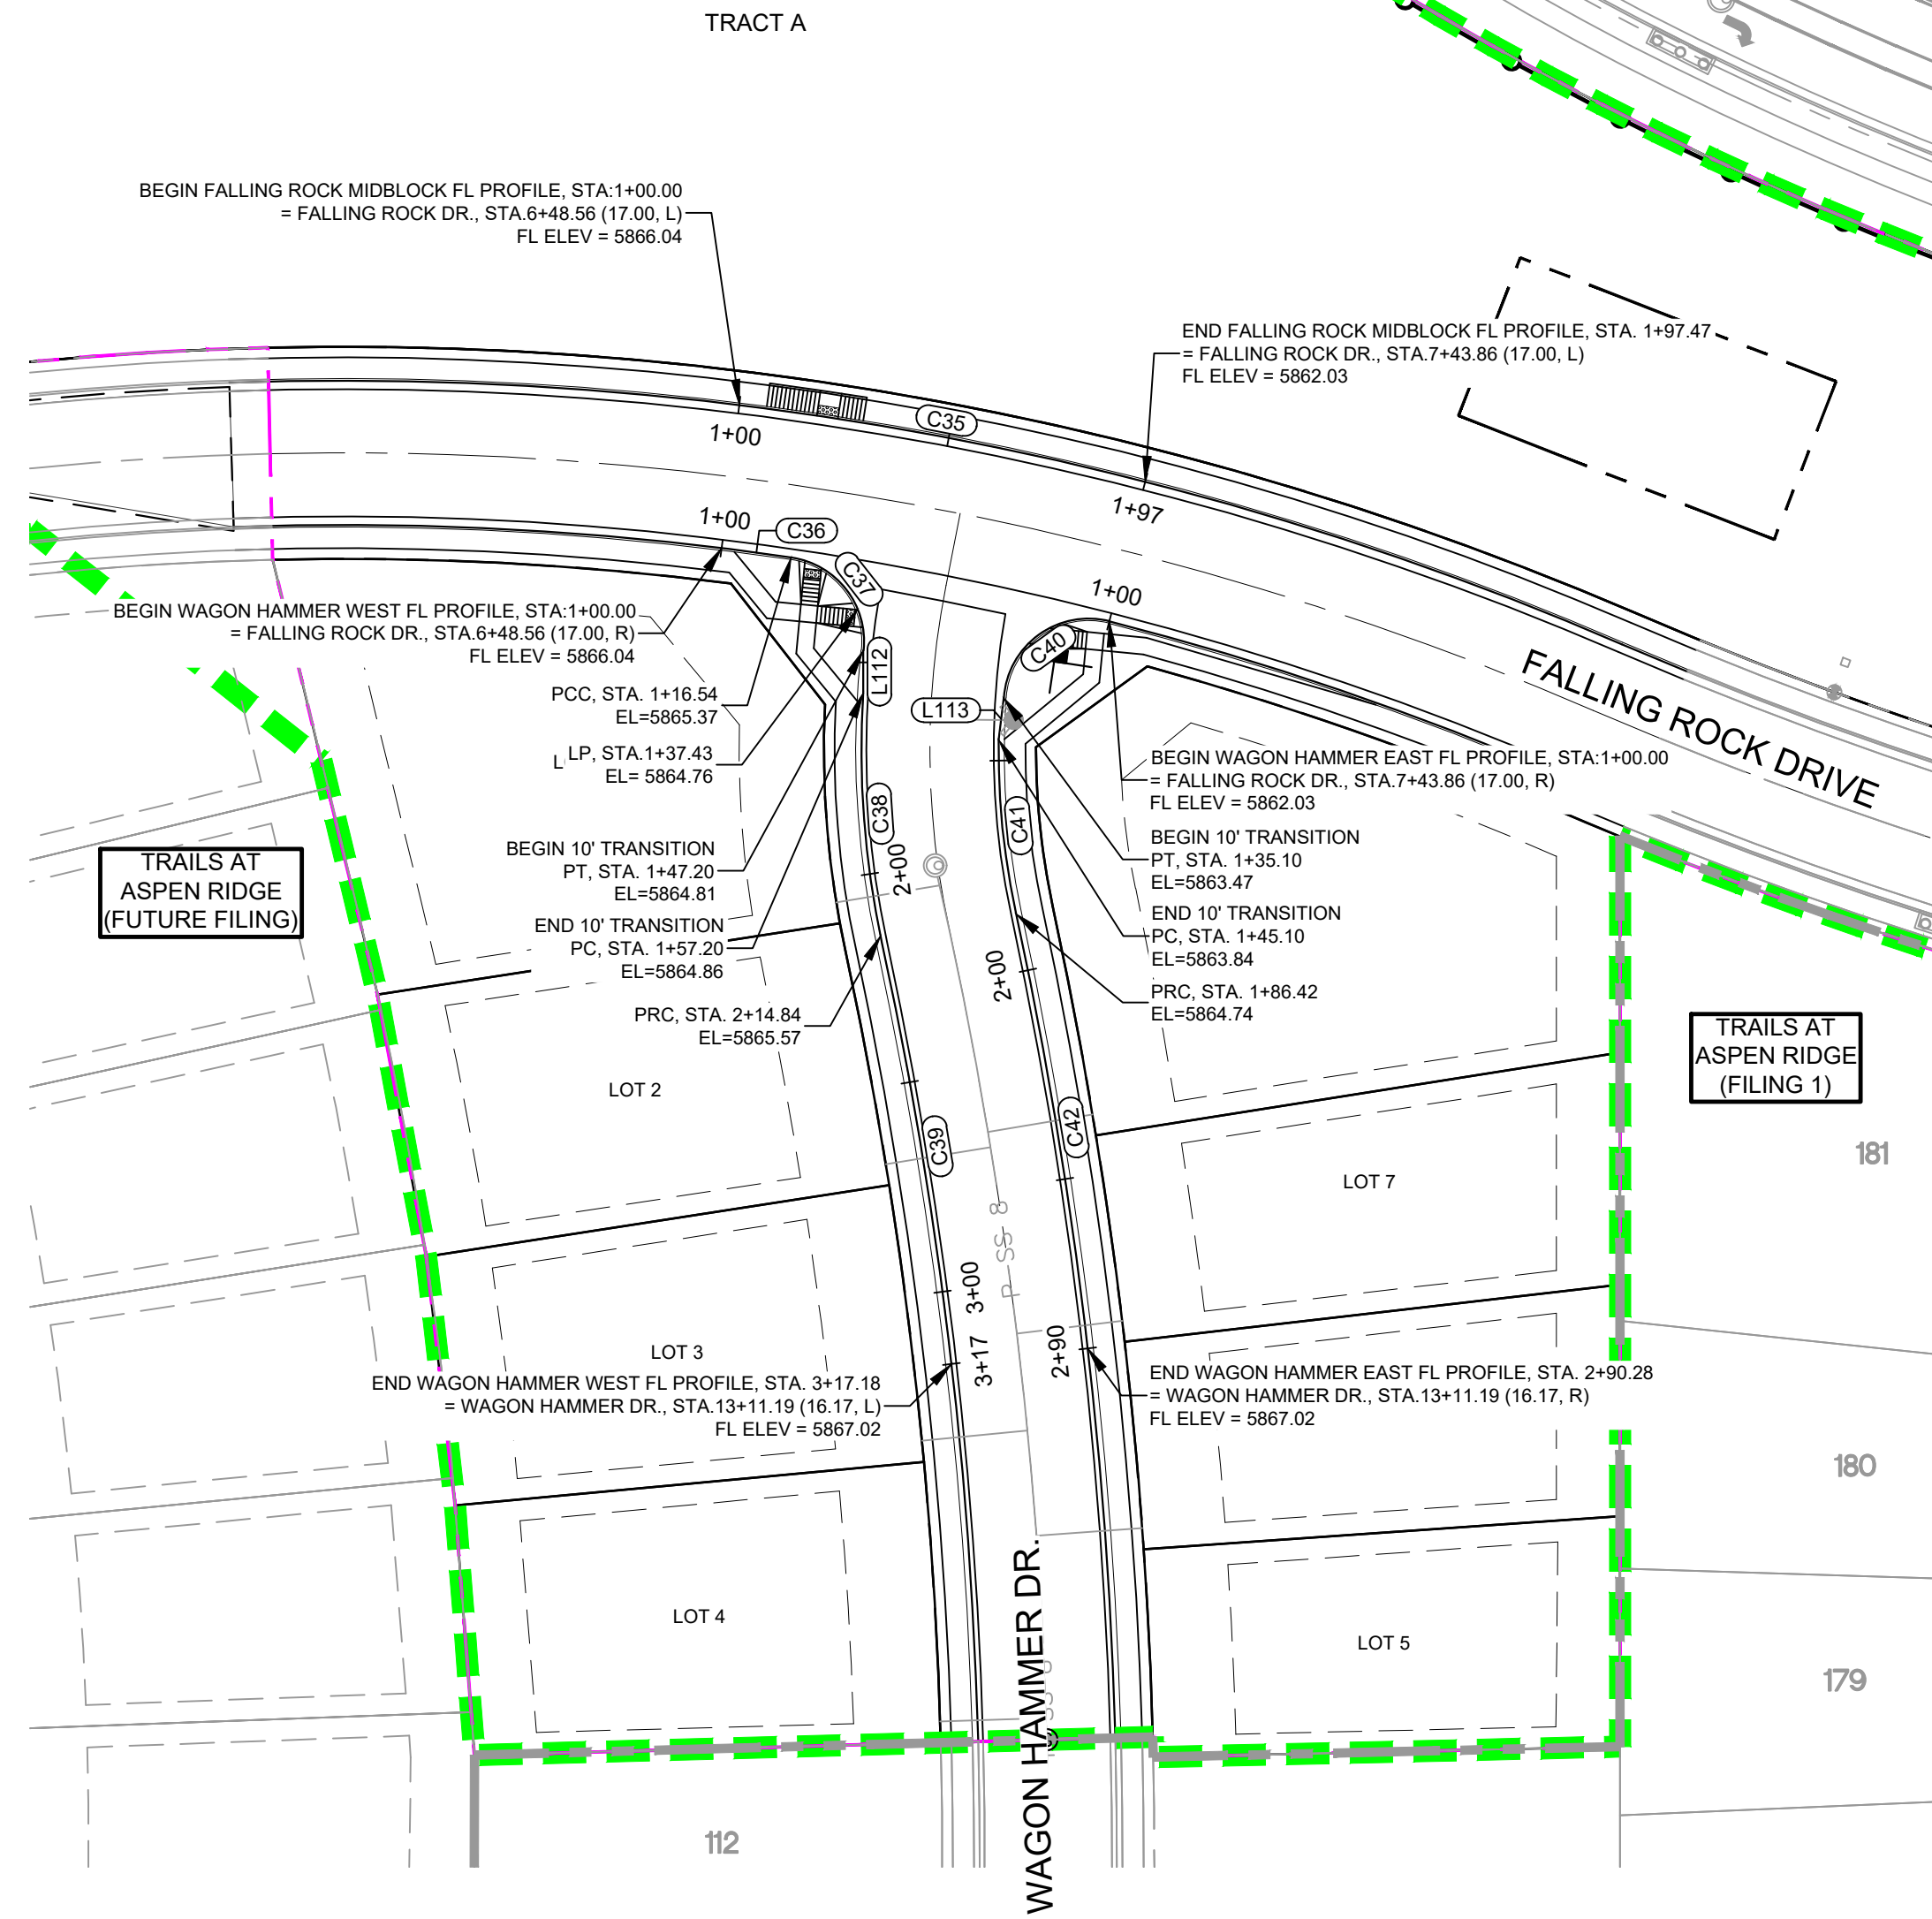 TRACT A
BEGIN FALLING ROCK MIDBLOCK FL PROFILE, STA:1+00.00
= FALLING ROCK DR., STA.6+48.56 (17.00, L)
FL ELEV = 5866.04
END FALLING ROCK MIDBLOCK FL PROFILE, STA. 1+97.47
= FALLING ROCK DR., STA.7+43.86 (17.00, L)
FL ELEV = 5862.03
C35
1+00
1+97
1+00
C36
C37
1+00
C40
BEGIN WAGON HAMMER WEST FL PROFILE, STA:1+00.00
= FALLING ROCK DR., STA.6+48.56 (17.00, R)
FL ELEV = 5866.04
L112
L113
FALLING ROCK DRIVE
PCC, STA. 1+16.54
EL=5865.37
LP, STA.1+37.43
EL= 5864.76
BEGIN WAGON HAMMER EAST FL PROFILE, STA:1+00.00
= FALLING ROCK DR., STA.7+43.86 (17.00, R)
FL ELEV = 5862.03
C38
C41
BEGIN 10' TRANSITION
PT, STA. 1+47.20
EL=5864.81
BEGIN 10' TRANSITION
PT, STA. 1+35.10
EL=5863.47
2+00
TRAILS AT
ASPEN RIDGE
(FUTURE FILING)
END 10' TRANSITION
PC, STA. 1+57.20
EL=5864.86
END 10' TRANSITION
PC, STA. 1+45.10
EL=5863.84
2+00
PRC, STA. 2+14.84
EL=5865.57
PRC, STA. 1+86.42
EL=5864.74
TRAILS AT
ASPEN RIDGE
(FILING 1)
LOT 2
C39
C42
181
LOT 7
P SS 8
3+00
LOT 3
3+17
2+90
END WAGON HAMMER WEST FL PROFILE, STA. 3+17.18
= WAGON HAMMER DR., STA.13+11.19 (16.17, L)
FL ELEV = 5867.02
END WAGON HAMMER EAST FL PROFILE, STA. 2+90.28
= WAGON HAMMER DR., STA.13+11.19 (16.17, R)
FL ELEV = 5867.02
180
LOT 4
LOT 5
179
WAGON HAMMER DR.
112